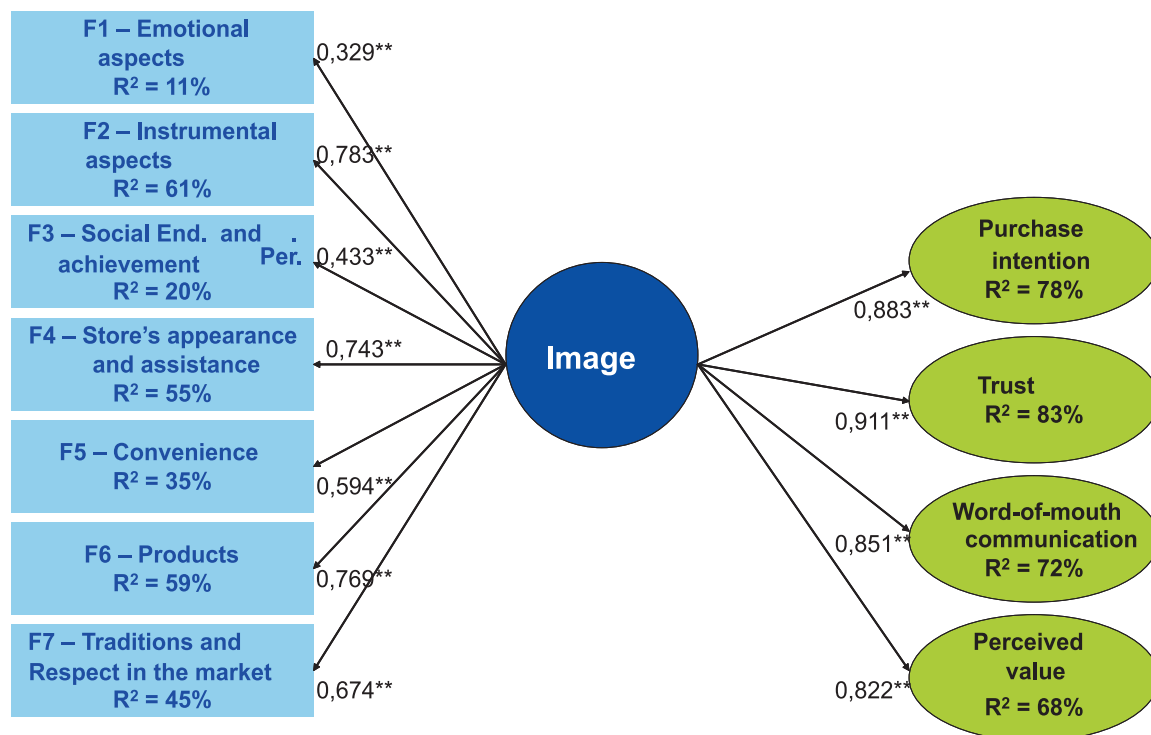 F1 – Emotional
aspects
R² = 11%
0,329**
F2 – Instrumental
aspects
R² = 61%
0,783**
F3 – Social End. and .
achievement Per.
R² = 20%
0,433**
F4 – Store's appearance
and assistance
R² = 55%
0,743**
F5 – Convenience
R² = 35%
0,594**
F6 – Products
R² = 59%
0,769**
F7 – Traditions and
Respect in the market
R² = 45%
0,674**
Image
Purchase
intention
R² = 78%
0,883**
Trust
R² = 83%
0,911**
Word-of-mouth
communication
R² = 72%
0,851**
Perceived
value
R² = 68%
0,822**